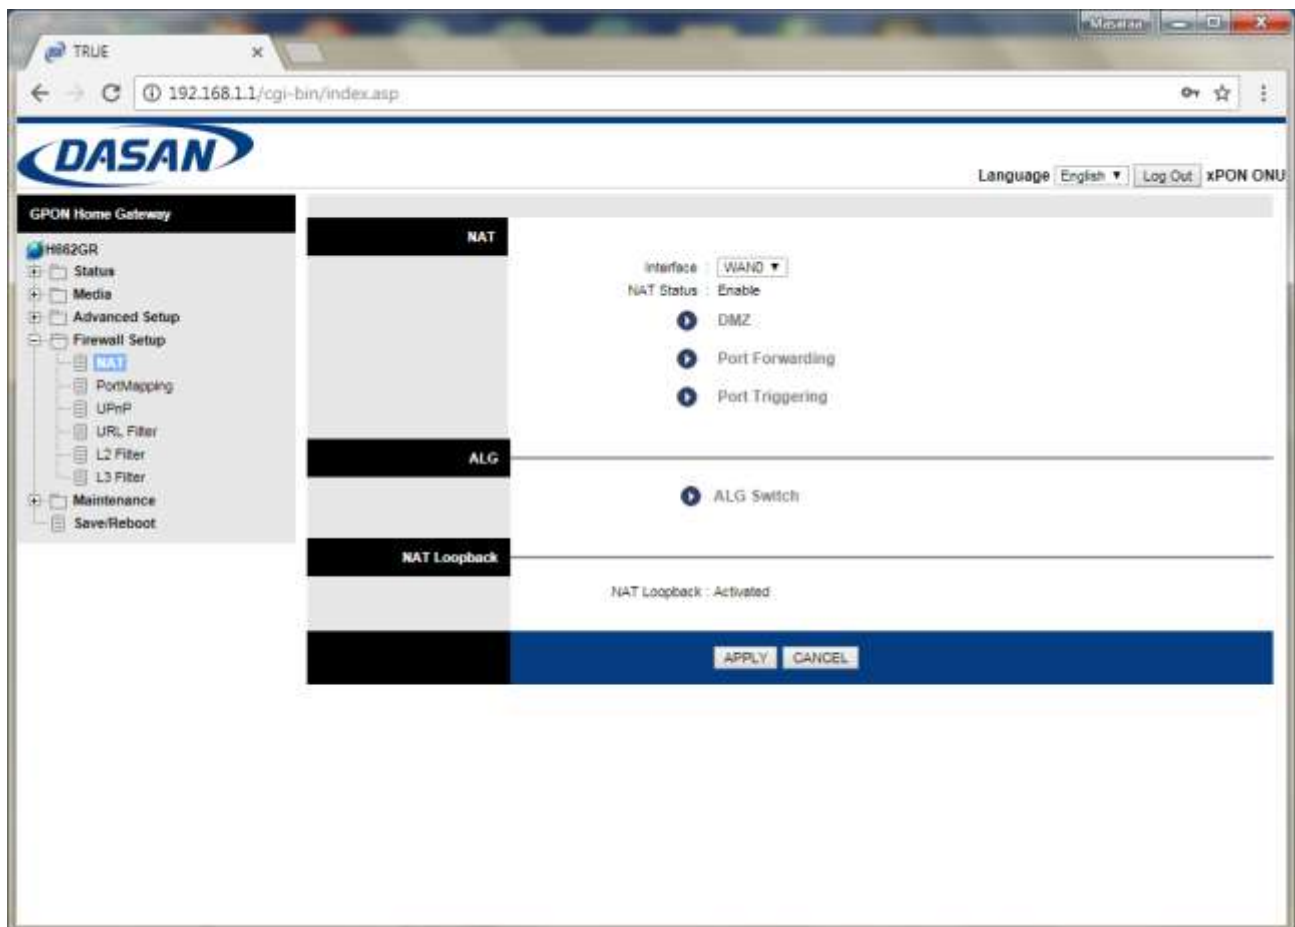 Masaraa
TRUE
192.168.1.1/cgi-bin/index.asp
DASAN
Language English Log Out xPON ONU
GPON Home Gateway
H662GR
Status
Media
Advanced Setup
Firewall Setup
NAT
PortMapping
UPnP
URL Filter
L2 Filter
L3 Filter
Maintenance
Save/Reboot
NAT
Interface : WAN0
NAT Status : Enable
DMZ
Port Forwarding
Port Triggering
ALG
ALG Switch
NAT Loopback
NAT Loopback : Activated
APPLY CANCEL